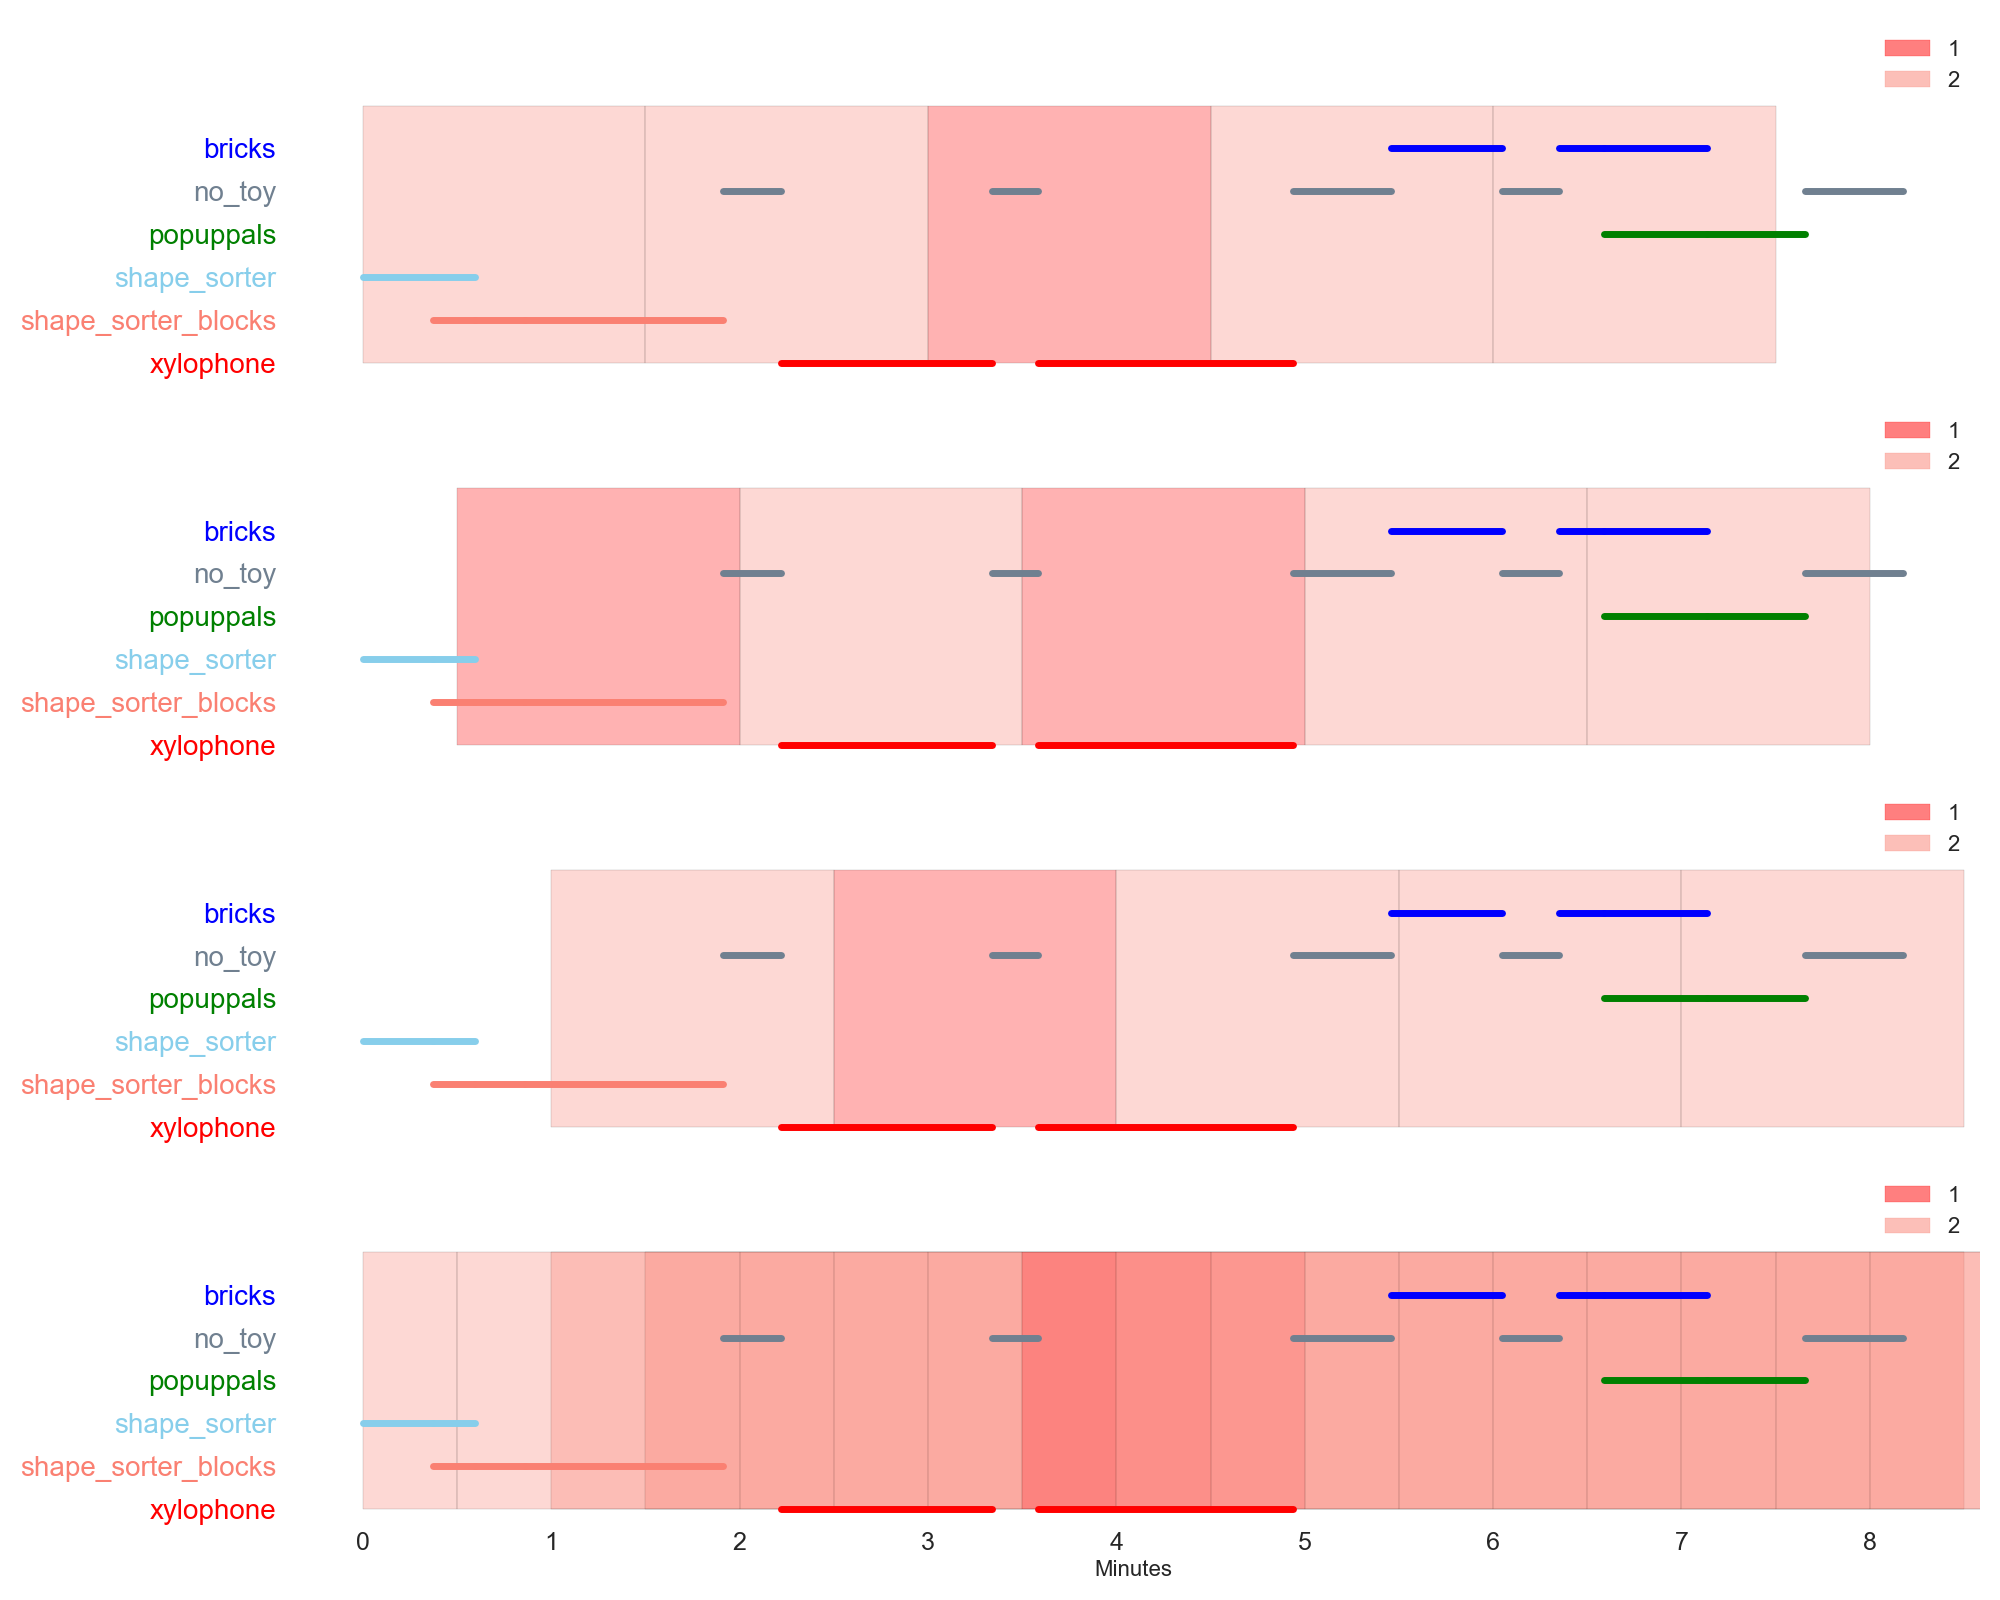 1
2
bricks
no_toy
popuppals
shape_sorter
shape_sorter_blocks
xylophone
1
2
bricks
no_toy
popuppals
shape_sorter
shape_sorter_blocks
xylophone
1
2
bricks
no_toy
popuppals
shape_sorter
shape_sorter_blocks
xylophone
1
2
bricks
no_toy
popuppals
shape_sorter
shape_sorter_blocks
xylophone
0 1 2 3 4 5 6 7 8
Minutes